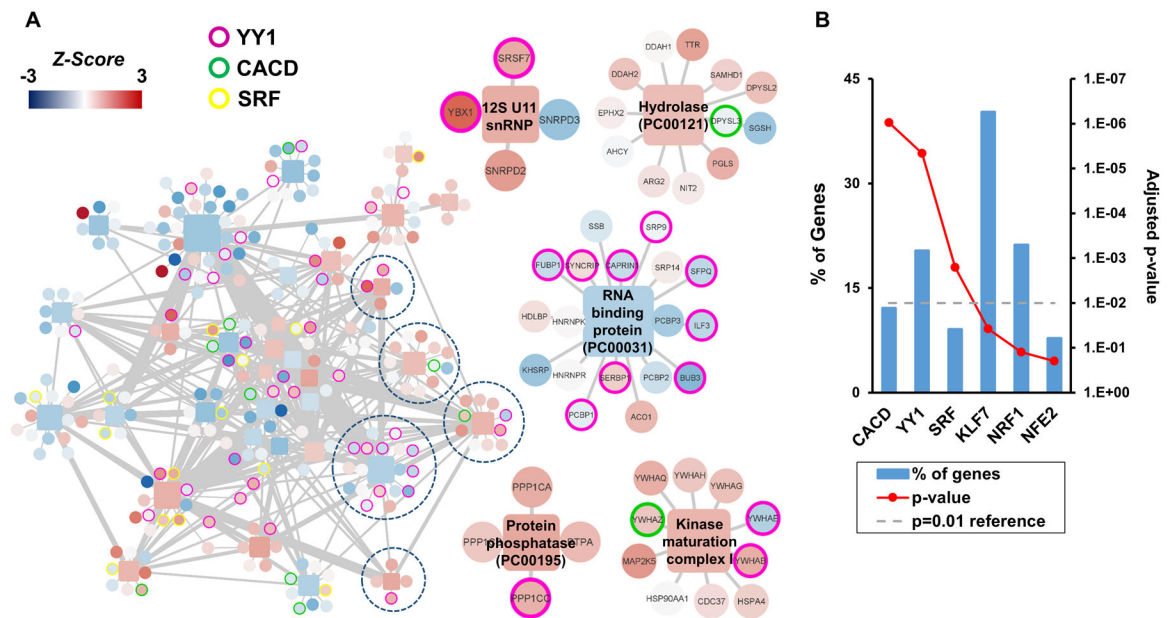 A
Z-Score
-3
3
YY1
CACD
SRF
SRSF7
YBX1
12S U11
snRNP
SNRPD3
SNRPD2
DDAH1
TTR
DDAH2
SAMHD1
DPYSL2
EPHX2
Hydrolase
(PC00121)
DPYSL3
SGSH
AHCY
PGLS
ARG2
NIT2
SSB
SRP9
FUBP1
SYNCRIP
CAPRIN1
SRP14
SFPQ
RNA
binding
protein
(PC00031)
HDLBP
HNRNPK
PCBP3
ILF3
KHSRP
HNRNPR
SERBP1
PCBP2
BUB3
PCBP1
ACO1
PPP1CA
Protein
phosphatase
(PC00195)
PPP1CC
YWHAQ
YWHAH
YWHAG
YWHAZ
Kinase
maturation
complex I
YWHAE
YWHAB
MAP2K5
HSP90AA1
CDC37
HSPA4
B
% of Genes
45
30
15
0
1.E-07
1.E-06
1.E-05
1.E-04
1.E-03
1.E-02
1.E-01
1.E+00
Adjusted
p-value
CACD
YY1
SRF
KLF7
NRF1
NFE2
% of genes
p-value
p=0.01 reference